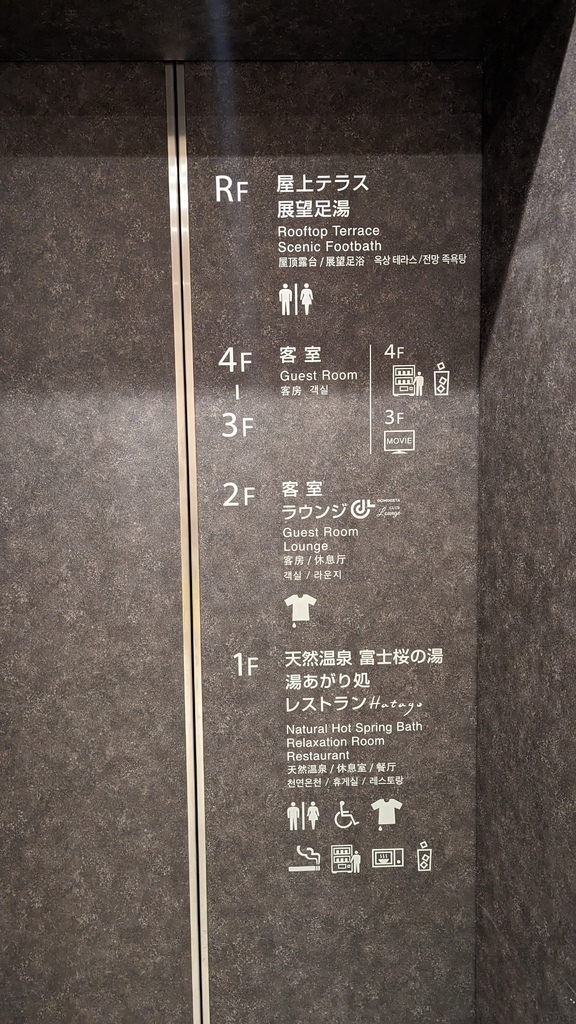 RF
屋上テラス
展望足湯
Rooftop Terrace
Scenic Footbath
屋顶露台 / 展望足浴 옥상 테라스 / 전망 족욕탕
4F
3F
客室
Guest Room
客房 객실
4F
3F
MOVIE
2F
客室
ラウンジ
CLUB
Lounge
Guest Room
Lounge
客房 / 休息厅
객실 / 라운지
1F
天然温泉 富士桜の湯
湯あがり処
レストラン Hatago
Natural Hot Spring Bath
Relaxation Room
Restaurant
天然温泉 / 休息室 / 餐厅
천연온천 / 휴게실 / 레스토랑